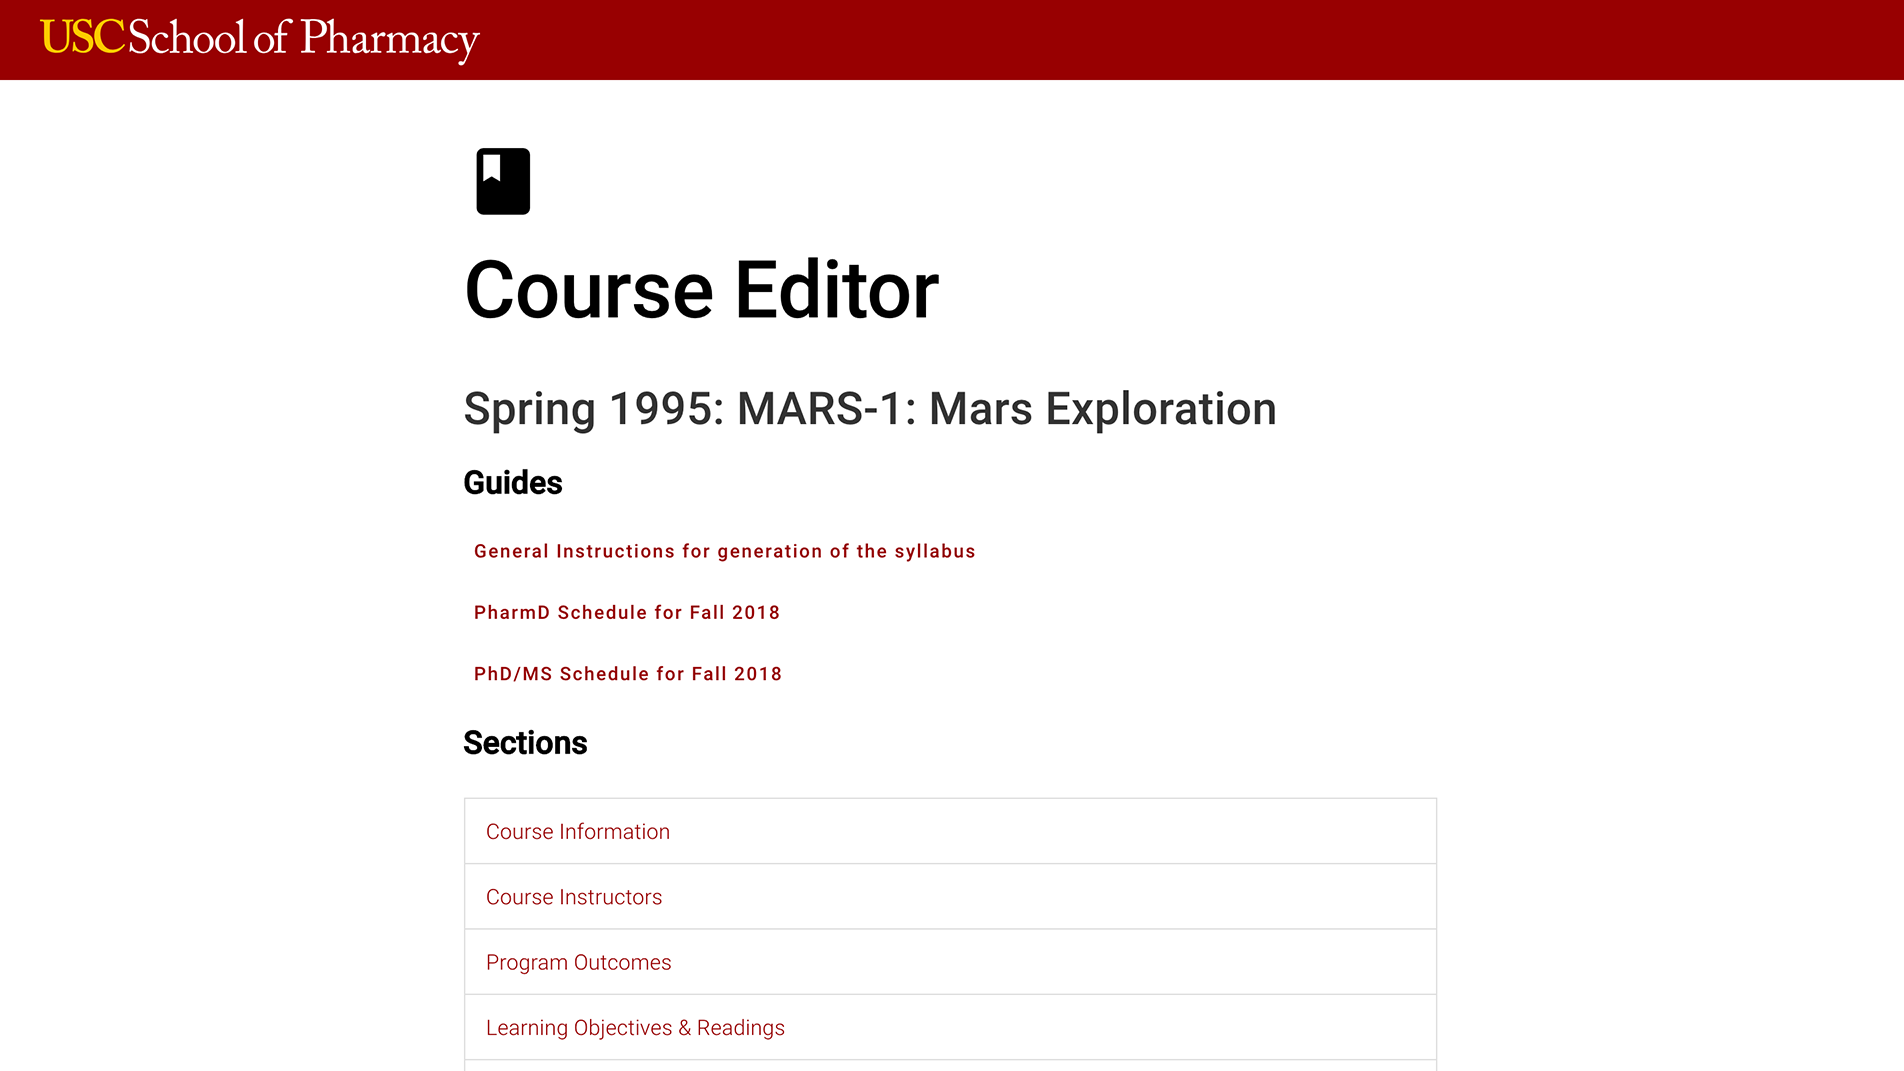 USC School of Pharmacy
Course Editor
Spring 1995: MARS-1: Mars Exploration
Guides
General Instructions for generation of the syllabus
PharmD Schedule for Fall 2018
PhD/MS Schedule for Fall 2018
Sections
Course Information
Course Instructors
Program Outcomes
Learning Objectives & Readings